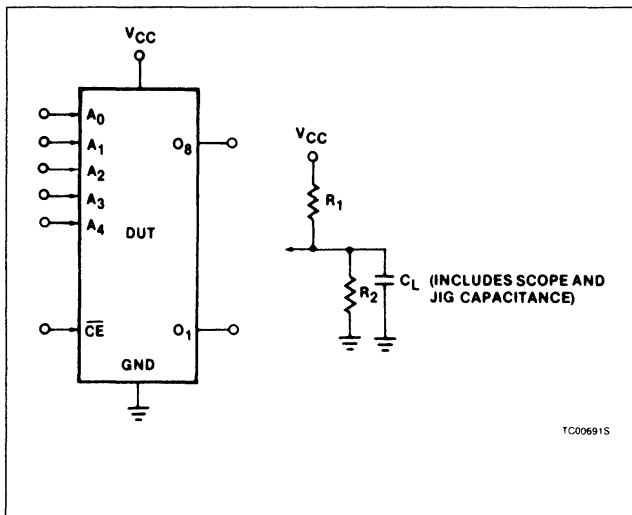 VCC
A0
A1
A2
A3
A4
DUT
CE
GND
O8
O1
VCC
R1
R2
CL (INCLUDES SCOPE AND
JIG CAPACITANCE)
TC00691S